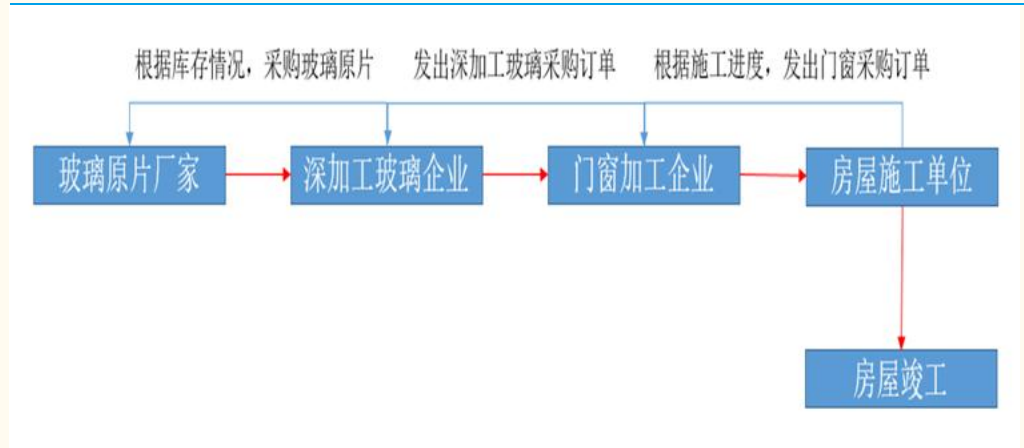 根据库存情况，采购玻璃原片 发出深加工玻璃采购订单 根据施工进度，发出门窗采购订单
玻璃原片厂家 深加工玻璃企业 门窗加工企业 房屋施工单位
房屋竣工